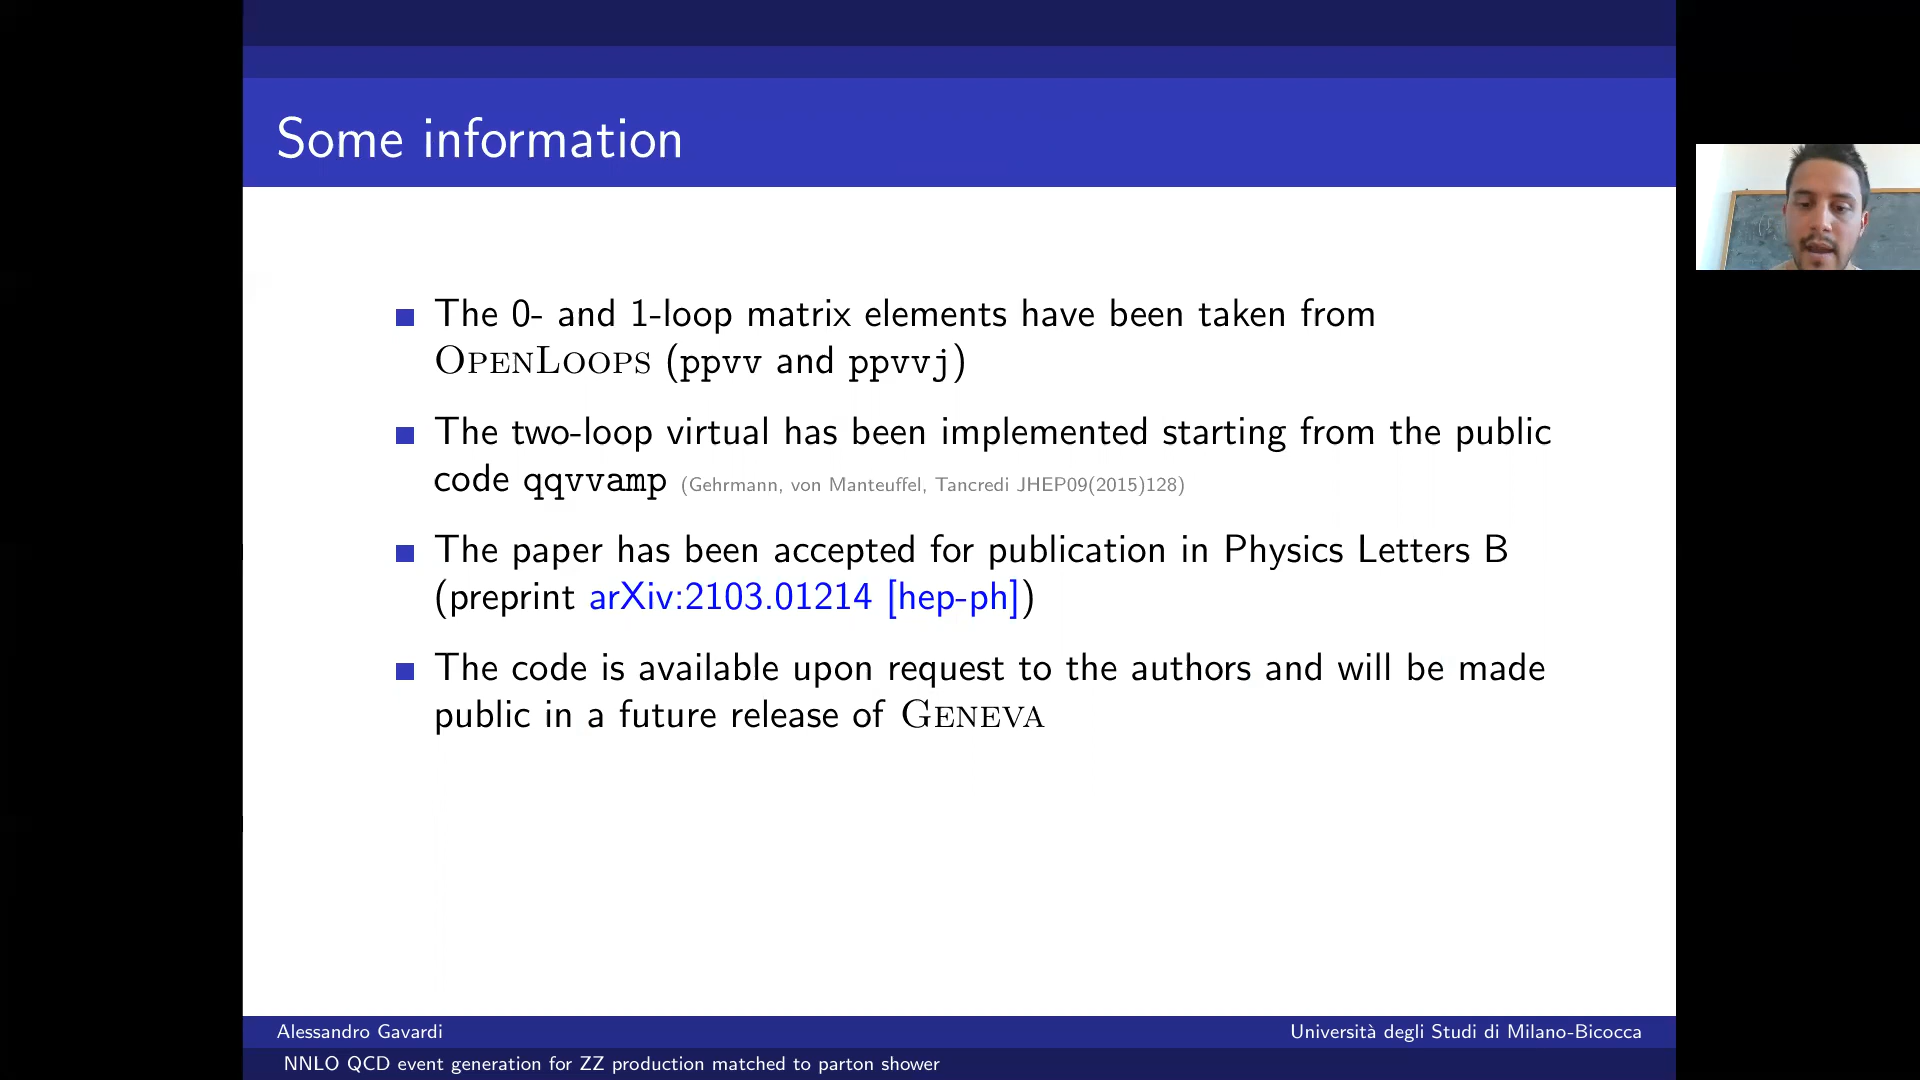 Some information
The 0- and 1-loop matrix elements have been taken from
OpenLoops (ppvv and ppvvj)
The two-loop virtual has been implemented starting from the public
code qqvvamp (Gehrmann, von Manteuffel, Tancredi JHEP09(2015)128)
The paper has been accepted for publication in Physics Letters B
(preprint arXiv:2103.01214 [hep-ph])
The code is available upon request to the authors and will be made
public in a future release of Geneva
Alessandro Gavardi
Università degli Studi di Milano-Bicocca
NNLO QCD event generation for ZZ production matched to parton shower